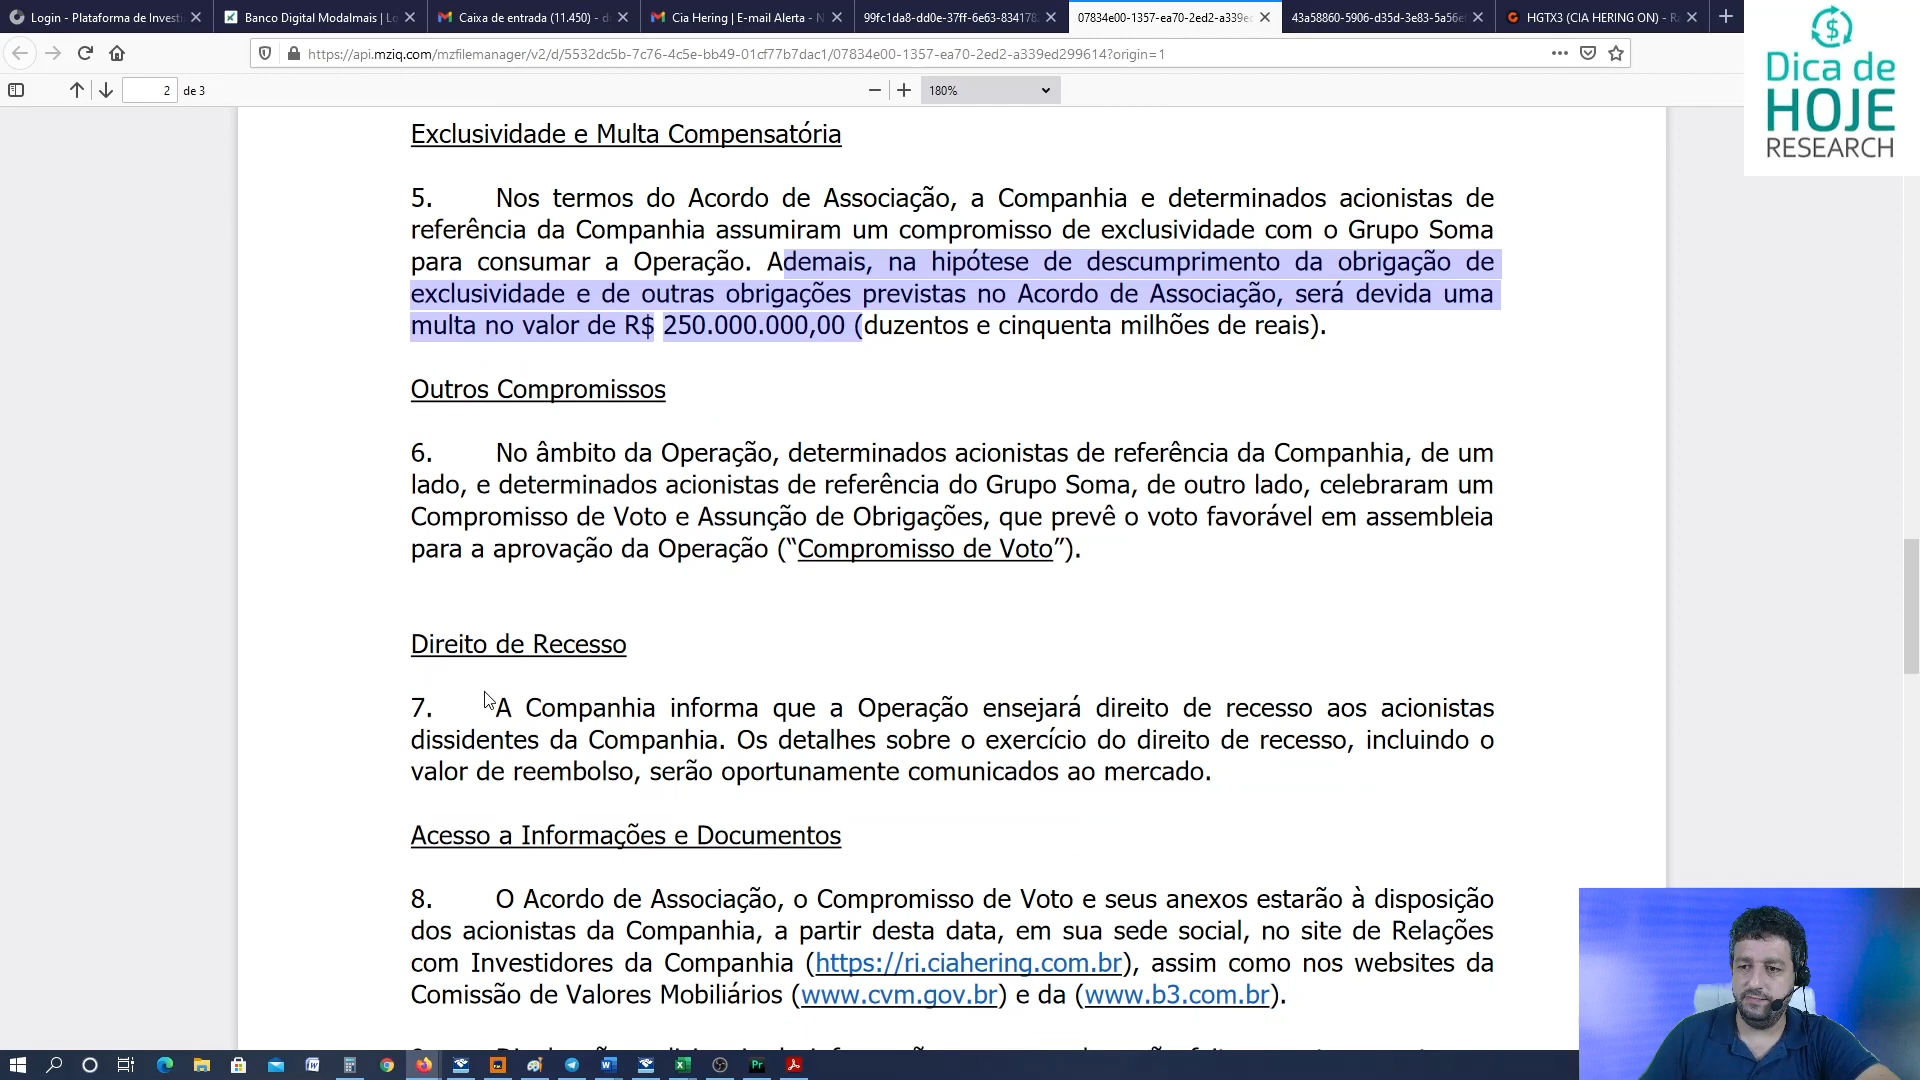 Login - Plataforma de Investi
Banco Digital Modalmais | Lo
Caixa de entrada (11.450) - d
Cia Hering | E-mail Alerta - N
99fc1da8-dd0e-37ff-6e63-834178
07834e00-1357-ea70-2ed2-a339ed
43a58860-5906-d35d-3e83-5a56e
HGTX3 (CIA HERING ON) - R
https://api.mziq.com/mzfilemanager/v2/d/5532dc5b-7c76-4c5e-bb49-01cf77b7dac1/07834e00-1357-ea70-2ed2-a339ed299614?origin=1
2 de 3
180%
Dica de
HOJE
RESEARCH
Exclusividade e Multa Compensatória
5. Nos termos do Acordo de Associação, a Companhia e determinados acionistas de
referência da Companhia assumiram um compromisso de exclusividade com o Grupo Soma
para consumar a Operação. Ademais, na hipótese de descumprimento da obrigação de
exclusividade e de outras obrigações previstas no Acordo de Associação, será devida uma
multa no valor de R$ 250.000.000,00 (duzentos e cinquenta milhões de reais).
Outros Compromissos
6. No âmbito da Operação, determinados acionistas de referência da Companhia, de um
lado, e determinados acionistas de referência do Grupo Soma, de outro lado, celebraram um
Compromisso de Voto e Assunção de Obrigações, que prevê o voto favorável em assembleia
para a aprovação da Operação (“Compromisso de Voto”).
Direito de Recesso
7. A Companhia informa que a Operação ensejará direito de recesso aos acionistas
dissidentes da Companhia. Os detalhes sobre o exercício do direito de recesso, incluindo o
valor de reembolso, serão oportunamente comunicados ao mercado.
Acesso a Informações e Documentos
8. O Acordo de Associação, o Compromisso de Voto e seus anexos estarão à disposição
dos acionistas da Companhia, a partir desta data, em sua sede social, no site de Relações
com Investidores da Companhia (https://ri.ciahering.com.br), assim como nos websites da
Comissão de Valores Mobiliários (www.cvm.gov.br) e da (www.b3.com.br).